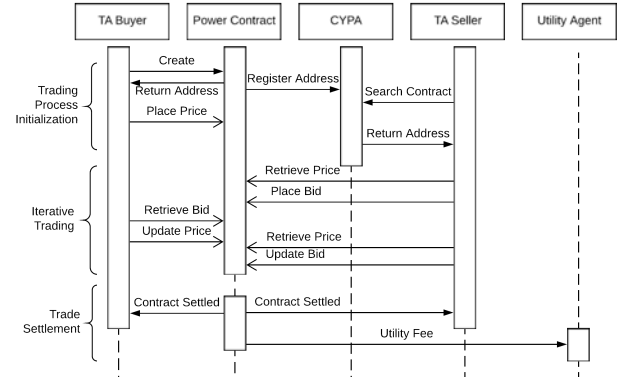 TA Buyer
Power Contract
CYPA
TA Seller
Utility Agent
Create
Return Address
Register Address
Search Contract
Trading
Process
Initialization
Place Price
Return Address
Retrieve Price
Place Bid
Iterative
Trading
Retrieve Bid
Update Price
Retrieve Price
Update Bid
Trade
Settlement
Contract Settled
Contract Settled
Utility Fee